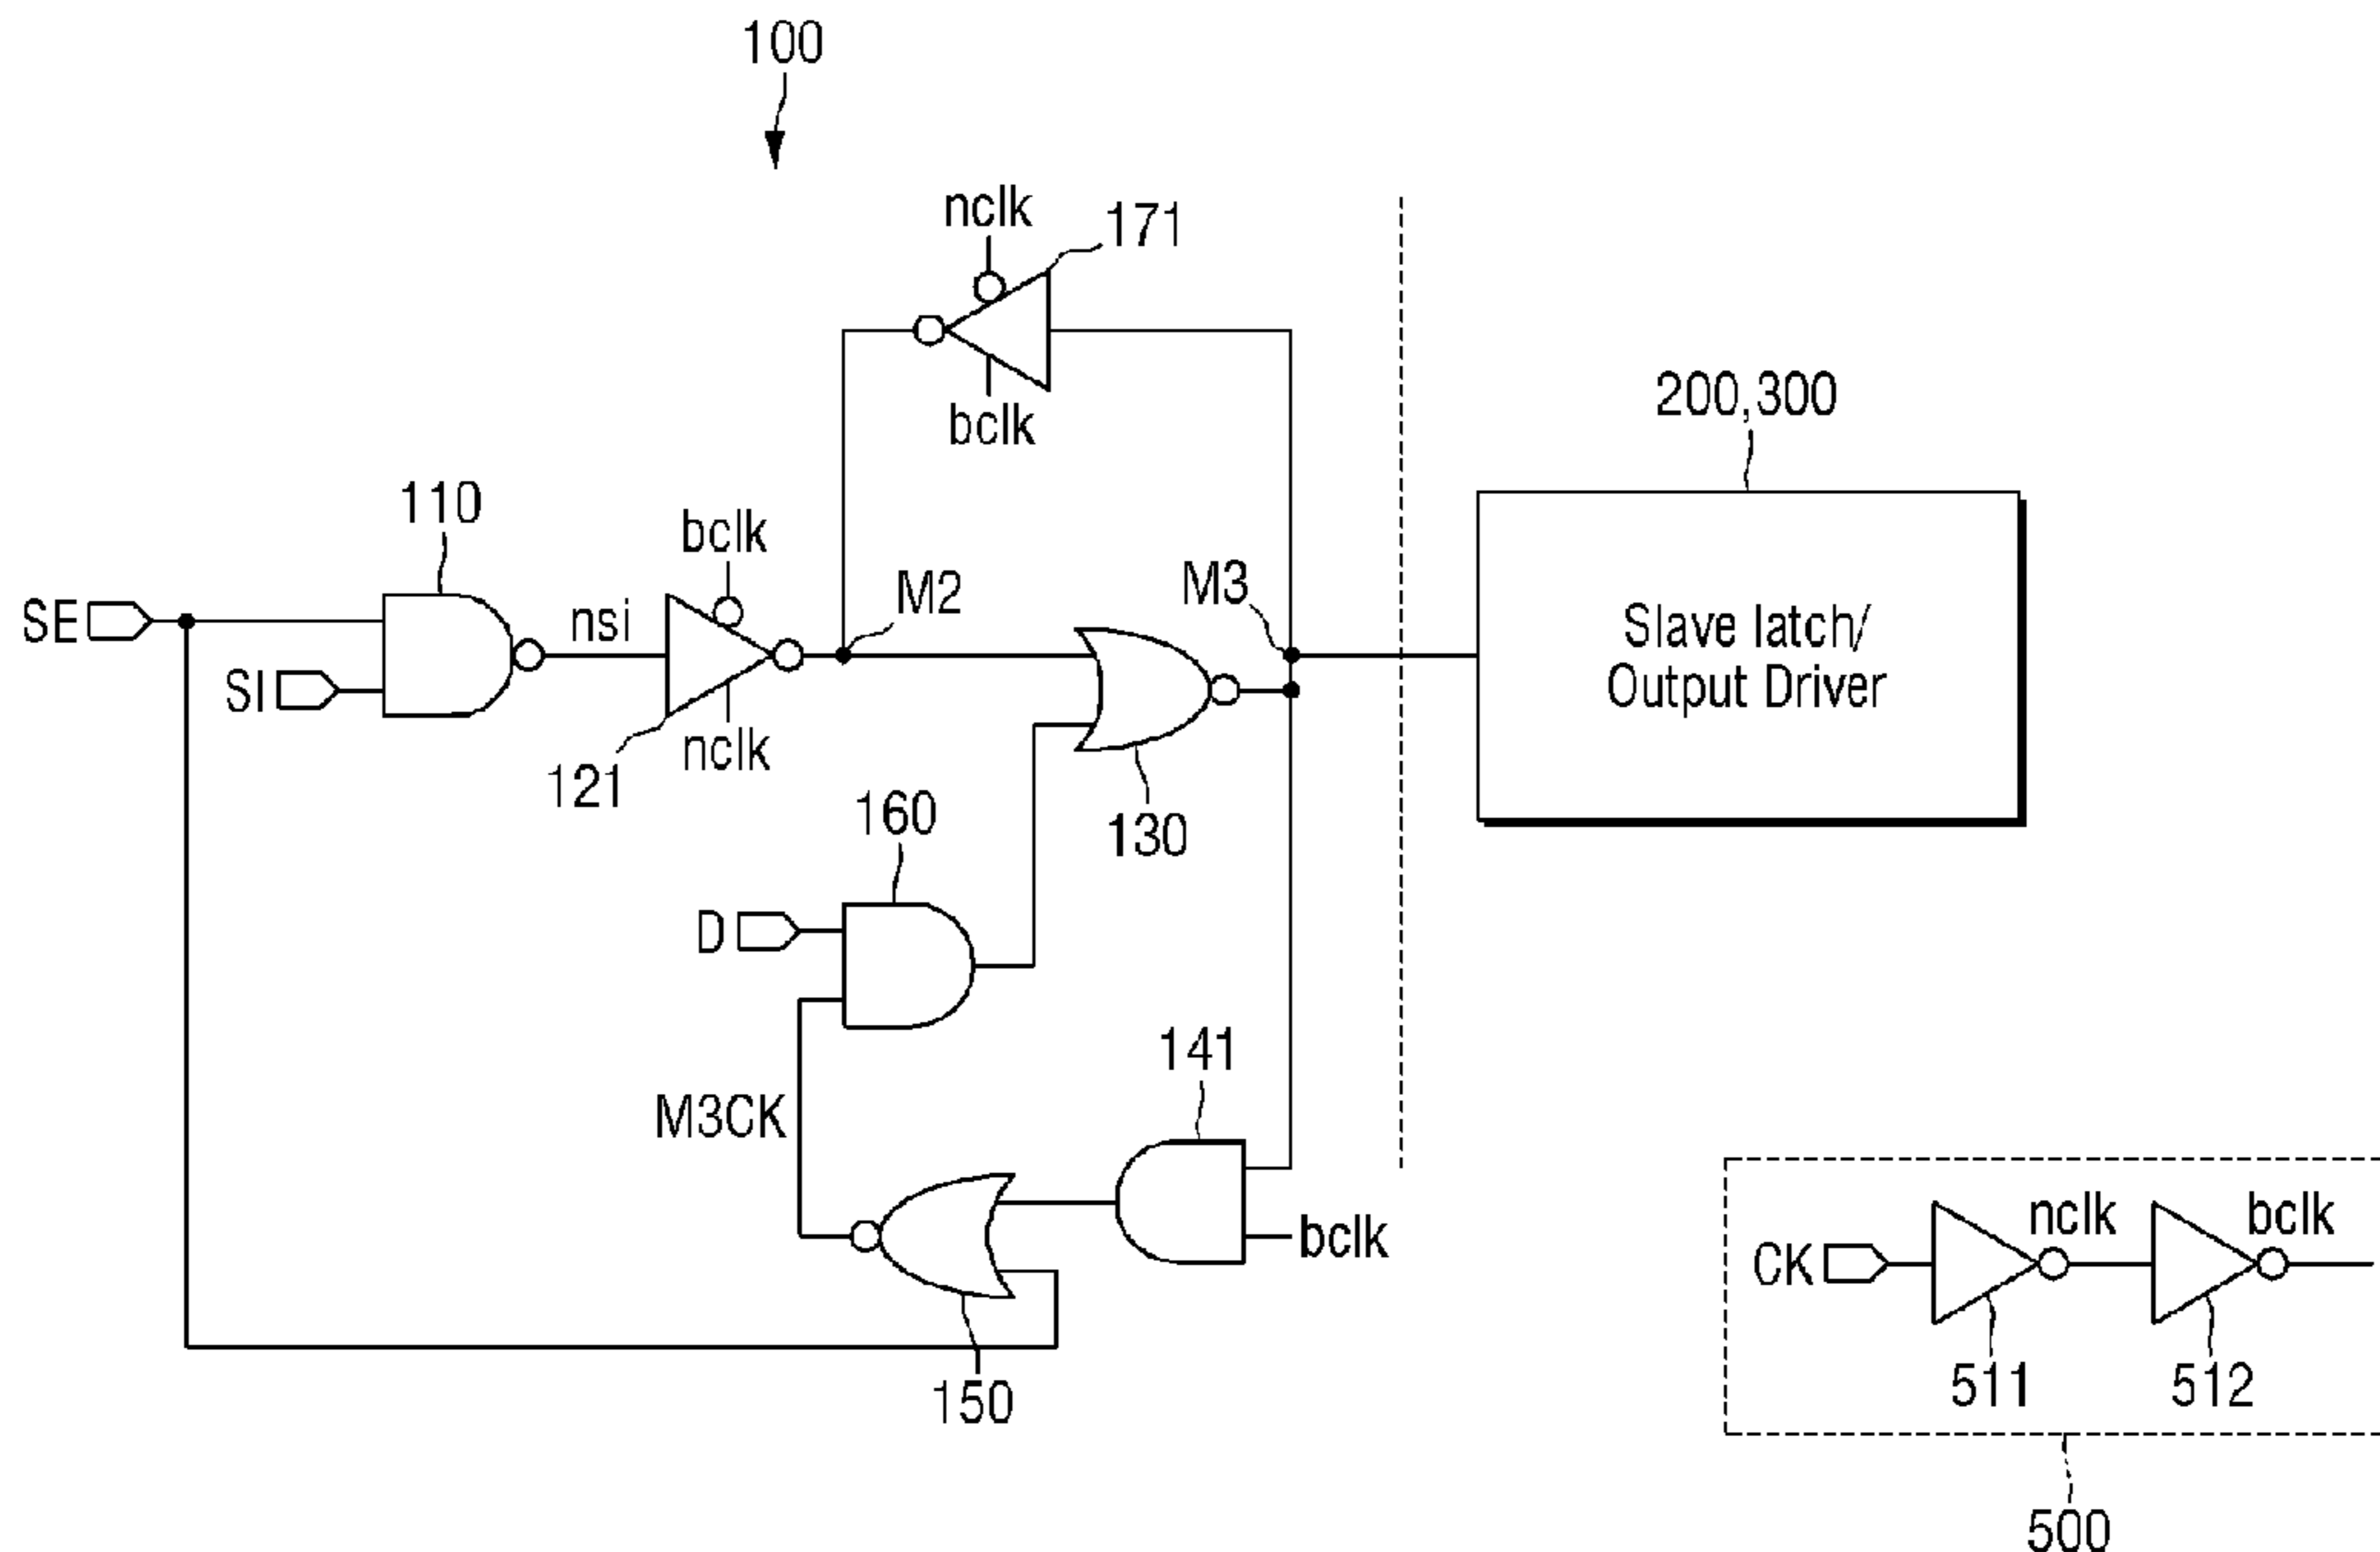 100
nclk
171
bclk
200,300
110
bclk
SE
nsi
M2
M3
Slave latch/
Output Driver
SI
nclk
121
160
130
D
141
M3CK
bclk
nclk
bclk
CK
511
512
150
500